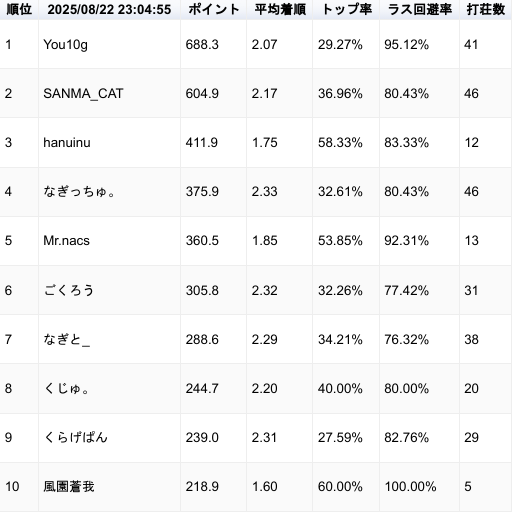 順位 2025/08/22 23:04:55 ポイント 平均着順 トップ率 ラス回避率 打荘数
1 You10g 688.3 2.07 29.27% 95.12% 41
2 SANMA_CAT 604.9 2.17 36.96% 80.43% 46
3 hanuinu 411.9 1.75 58.33% 83.33% 12
4 なぎっちゅ。 375.9 2.33 32.61% 80.43% 46
5 Mr.nacs 360.5 1.85 53.85% 92.31% 13
6 ごくろう 305.8 2.32 32.26% 77.42% 31
7 なぎと_ 288.6 2.29 34.21% 76.32% 38
8 くじゅ。 244.7 2.20 40.00% 80.00% 20
9 くらげぱん 239.0 2.31 27.59% 82.76% 29
10 風園蒼我 218.9 1.60 60.00% 100.00% 5